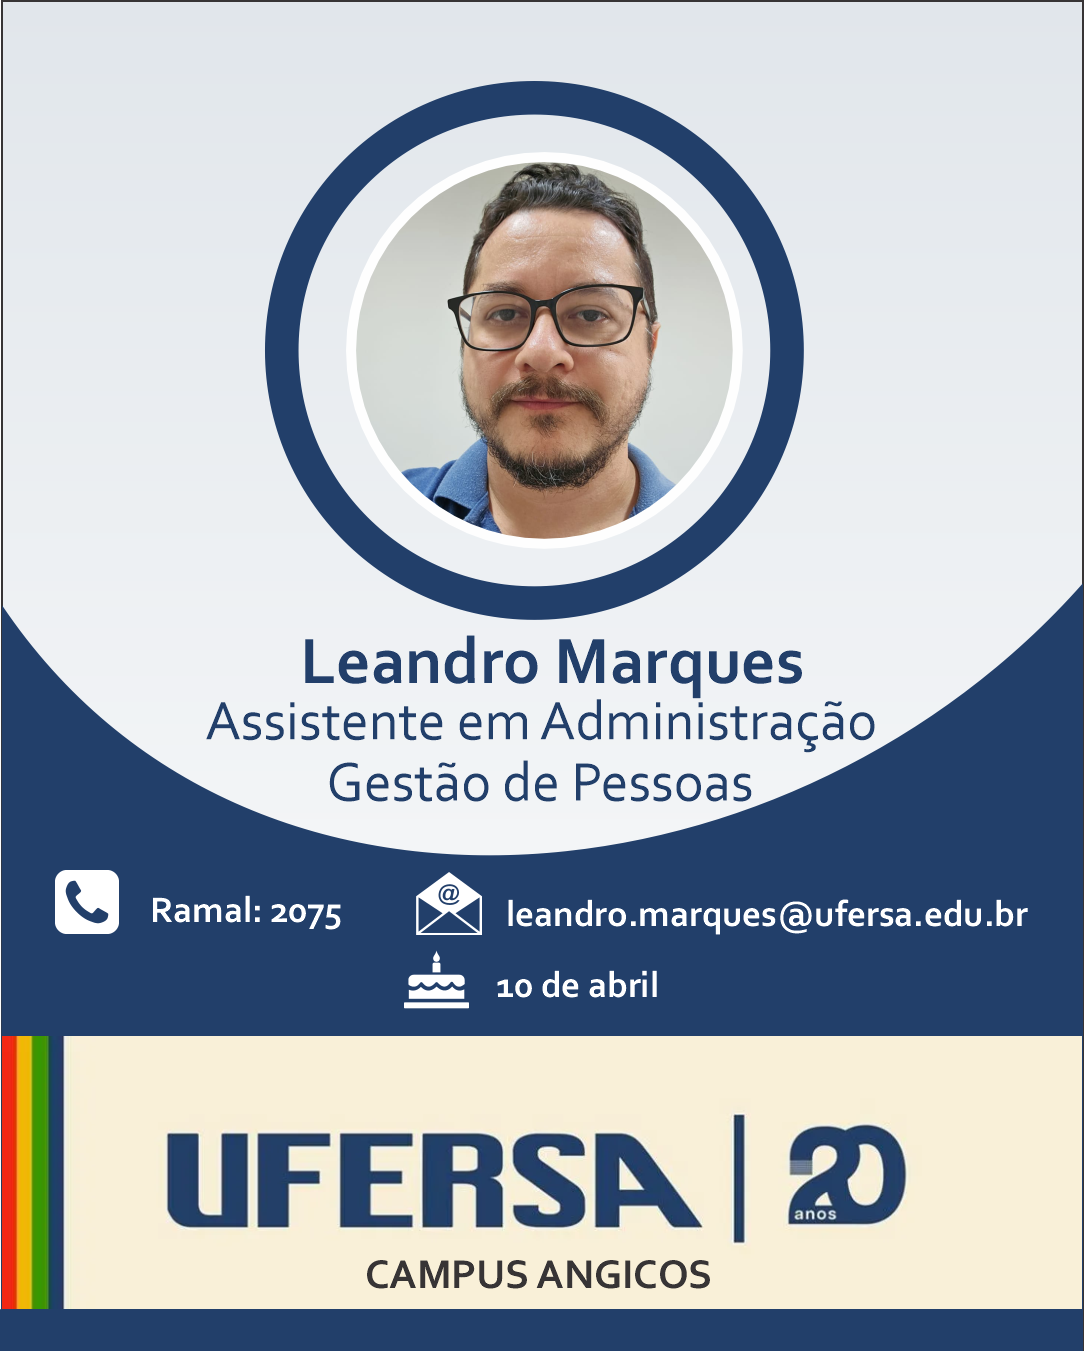 Leandro Marques
Assistente em Administração
Gestão de Pessoas
Ramal: 2075
@
leandro.marques@ufersa.edu.br
10 de abril
UFERSA | 20
anos
CAMPUS ANGICOS